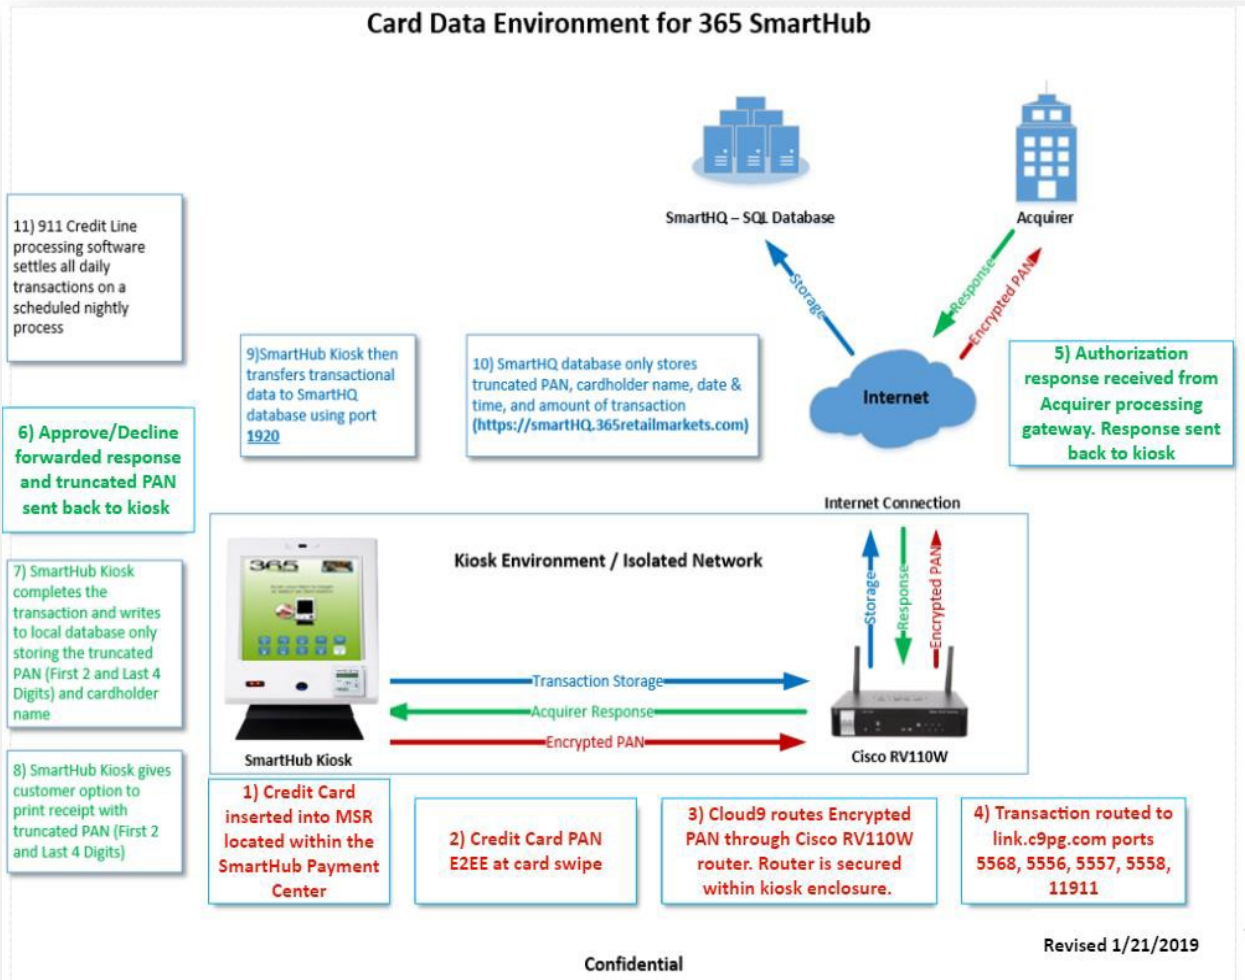 Card Data Environment for 365 SmartHub
SmartHQ – SQL Database
Acquirer
Storage
Response
Encrypted PAN
Internet
11) 911 Credit Line
processing software
settles all daily
transactions on a
scheduled nightly
process
9)SmartHub Kiosk then
transfers transactional
data to SmartHQ
database using port
1920
10) SmartHQ database only stores
truncated PAN, cardholder name, date &
time, and amount of transaction
(https://smartHQ.365retailmarkets.com)
5) Authorization
response received from
Acquirer processing
gateway. Response sent
back to kiosk
6) Approve/Decline
forwarded response
and truncated PAN
sent back to kiosk
Internet Connection
Kiosk Environment / Isolated Network
365
Storage
Response
Encrypted PAN
7) SmartHub Kiosk
completes the
transaction and writes
to local database only
storing the truncated
PAN (First 2 and Last 4
Digits) and cardholder
name
Transaction Storage
Acquirer Response
Encrypted PAN
SmartHub Kiosk
Cisco RV110W
8) SmartHub Kiosk gives
customer option to
print receipt with
truncated PAN (First 2
and Last 4 Digits)
1) Credit Card
inserted into MSR
located within the
SmartHub Payment
Center
2) Credit Card PAN
E2EE at card swipe
3) Cloud9 routes Encrypted
PAN through Cisco RV110W
router. Router is secured
within kiosk enclosure.
4) Transaction routed to
link.c9pg.com ports
5568, 5556, 5557, 5558,
11911
Revised 1/21/2019
Confidential